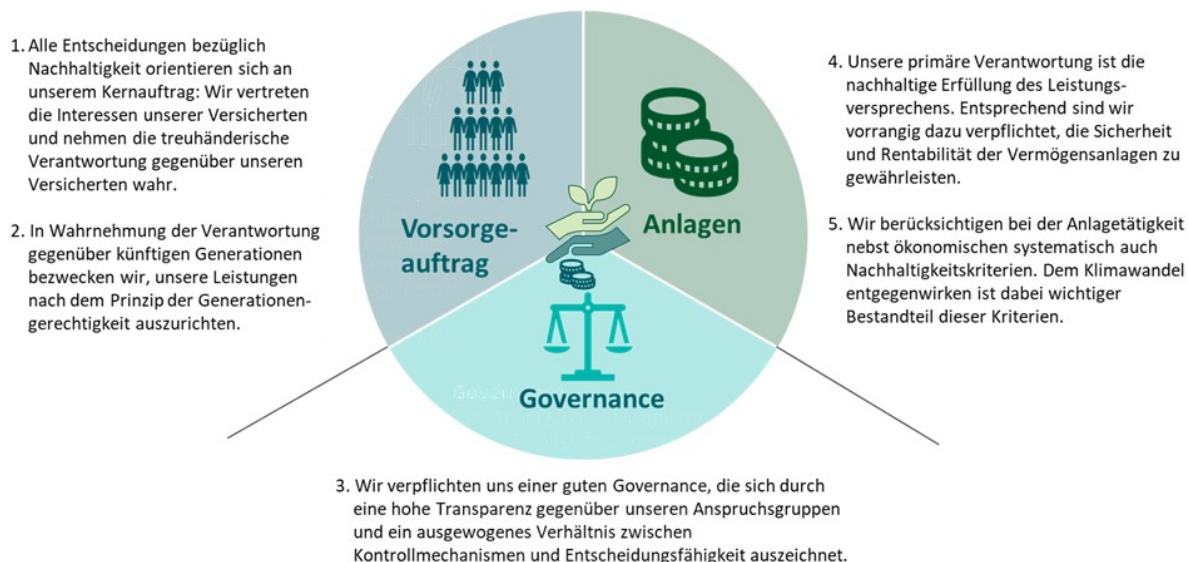 1. Alle Entscheidungen bezüglich
Nachhaltigkeit orientieren sich an
unserem Kernauftrag: Wir vertreten
die Interessen unserer Versicherten
und nehmen die treuhänderische
Verantwortung gegenüber unseren
Versicherten wahr.
2. In Wahrnehmung der Verantwortung
gegenüber künftigen Generationen
bezwecken wir, unsere Leistungen
nach dem Prinzip der Generationen-
gerechtigkeit auszurichten.
Vorsorge-
auftrag
Anlagen
Governance
4. Unsere primäre Verantwortung ist die
nachhaltige Erfüllung des Leistungs-
versprechens. Entsprechend sind wir
vorrangig dazu verpflichtet, die Sicherheit
und Rentabilität der Vermögensanlagen zu
gewährleisten.
5. Wir berücksichtigen bei der Anlagetätigkeit
nebst ökonomischen systematisch auch
Nachhaltigkeitskriterien. Dem Klimawandel
entgegenwirken ist dabei wichtiger
Bestandteil dieser Kriterien.
3. Wir verpflichten uns einer guten Governance, die sich durch
eine hohe Transparenz gegenüber unseren Anspruchsgruppen
und ein ausgewogenes Verhältnis zwischen
Kontrollmechanismen und Entscheidungsfähigkeit auszeichnet.